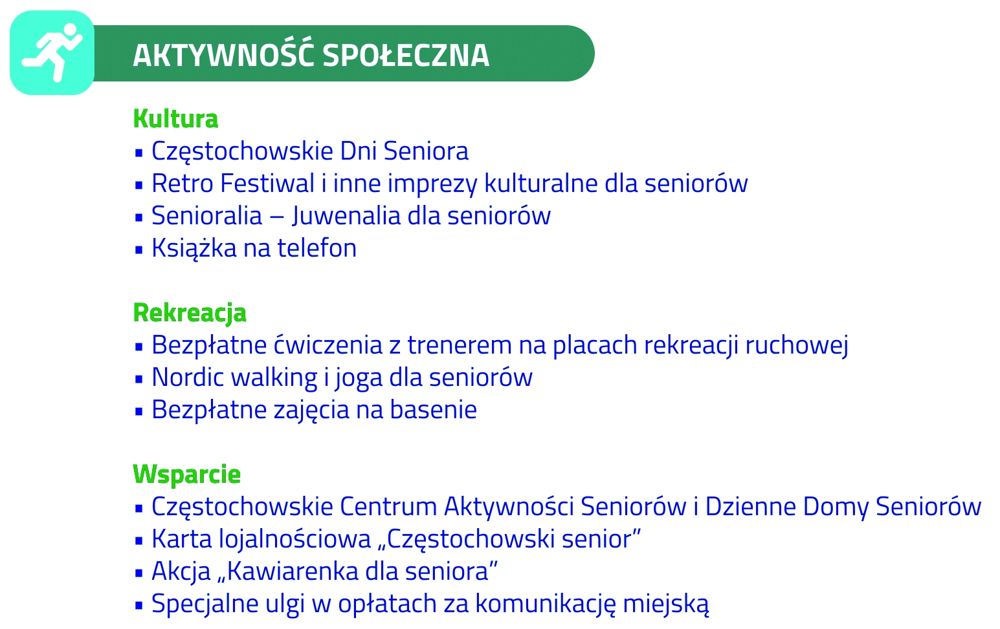 AKTYWNOŚĆ SPOŁECZNA
Kultura
▪ Częstochowskie Dni Seniora
▪ Retro Festiwal i inne imprezy kulturalne dla seniorów
▪ Senioralia – Juwenalia dla seniorów
▪ Książka na telefon
Rekreacja
▪ Bezpłatne ćwiczenia z trenerem na placach rekreacji ruchowej
▪ Nordic walking i joga dla seniorów
▪ Bezpłatne zajęcia na basenie
Wsparcie
▪ Częstochowskie Centrum Aktywności Seniorów i Dzienne Domy Seniorów
▪ Karta lojalnościowa „Częstochowski senior”
▪ Akcja „Kawiarenka dla seniora”
▪ Specjalne ulgi w opłatach za komunikację miejską